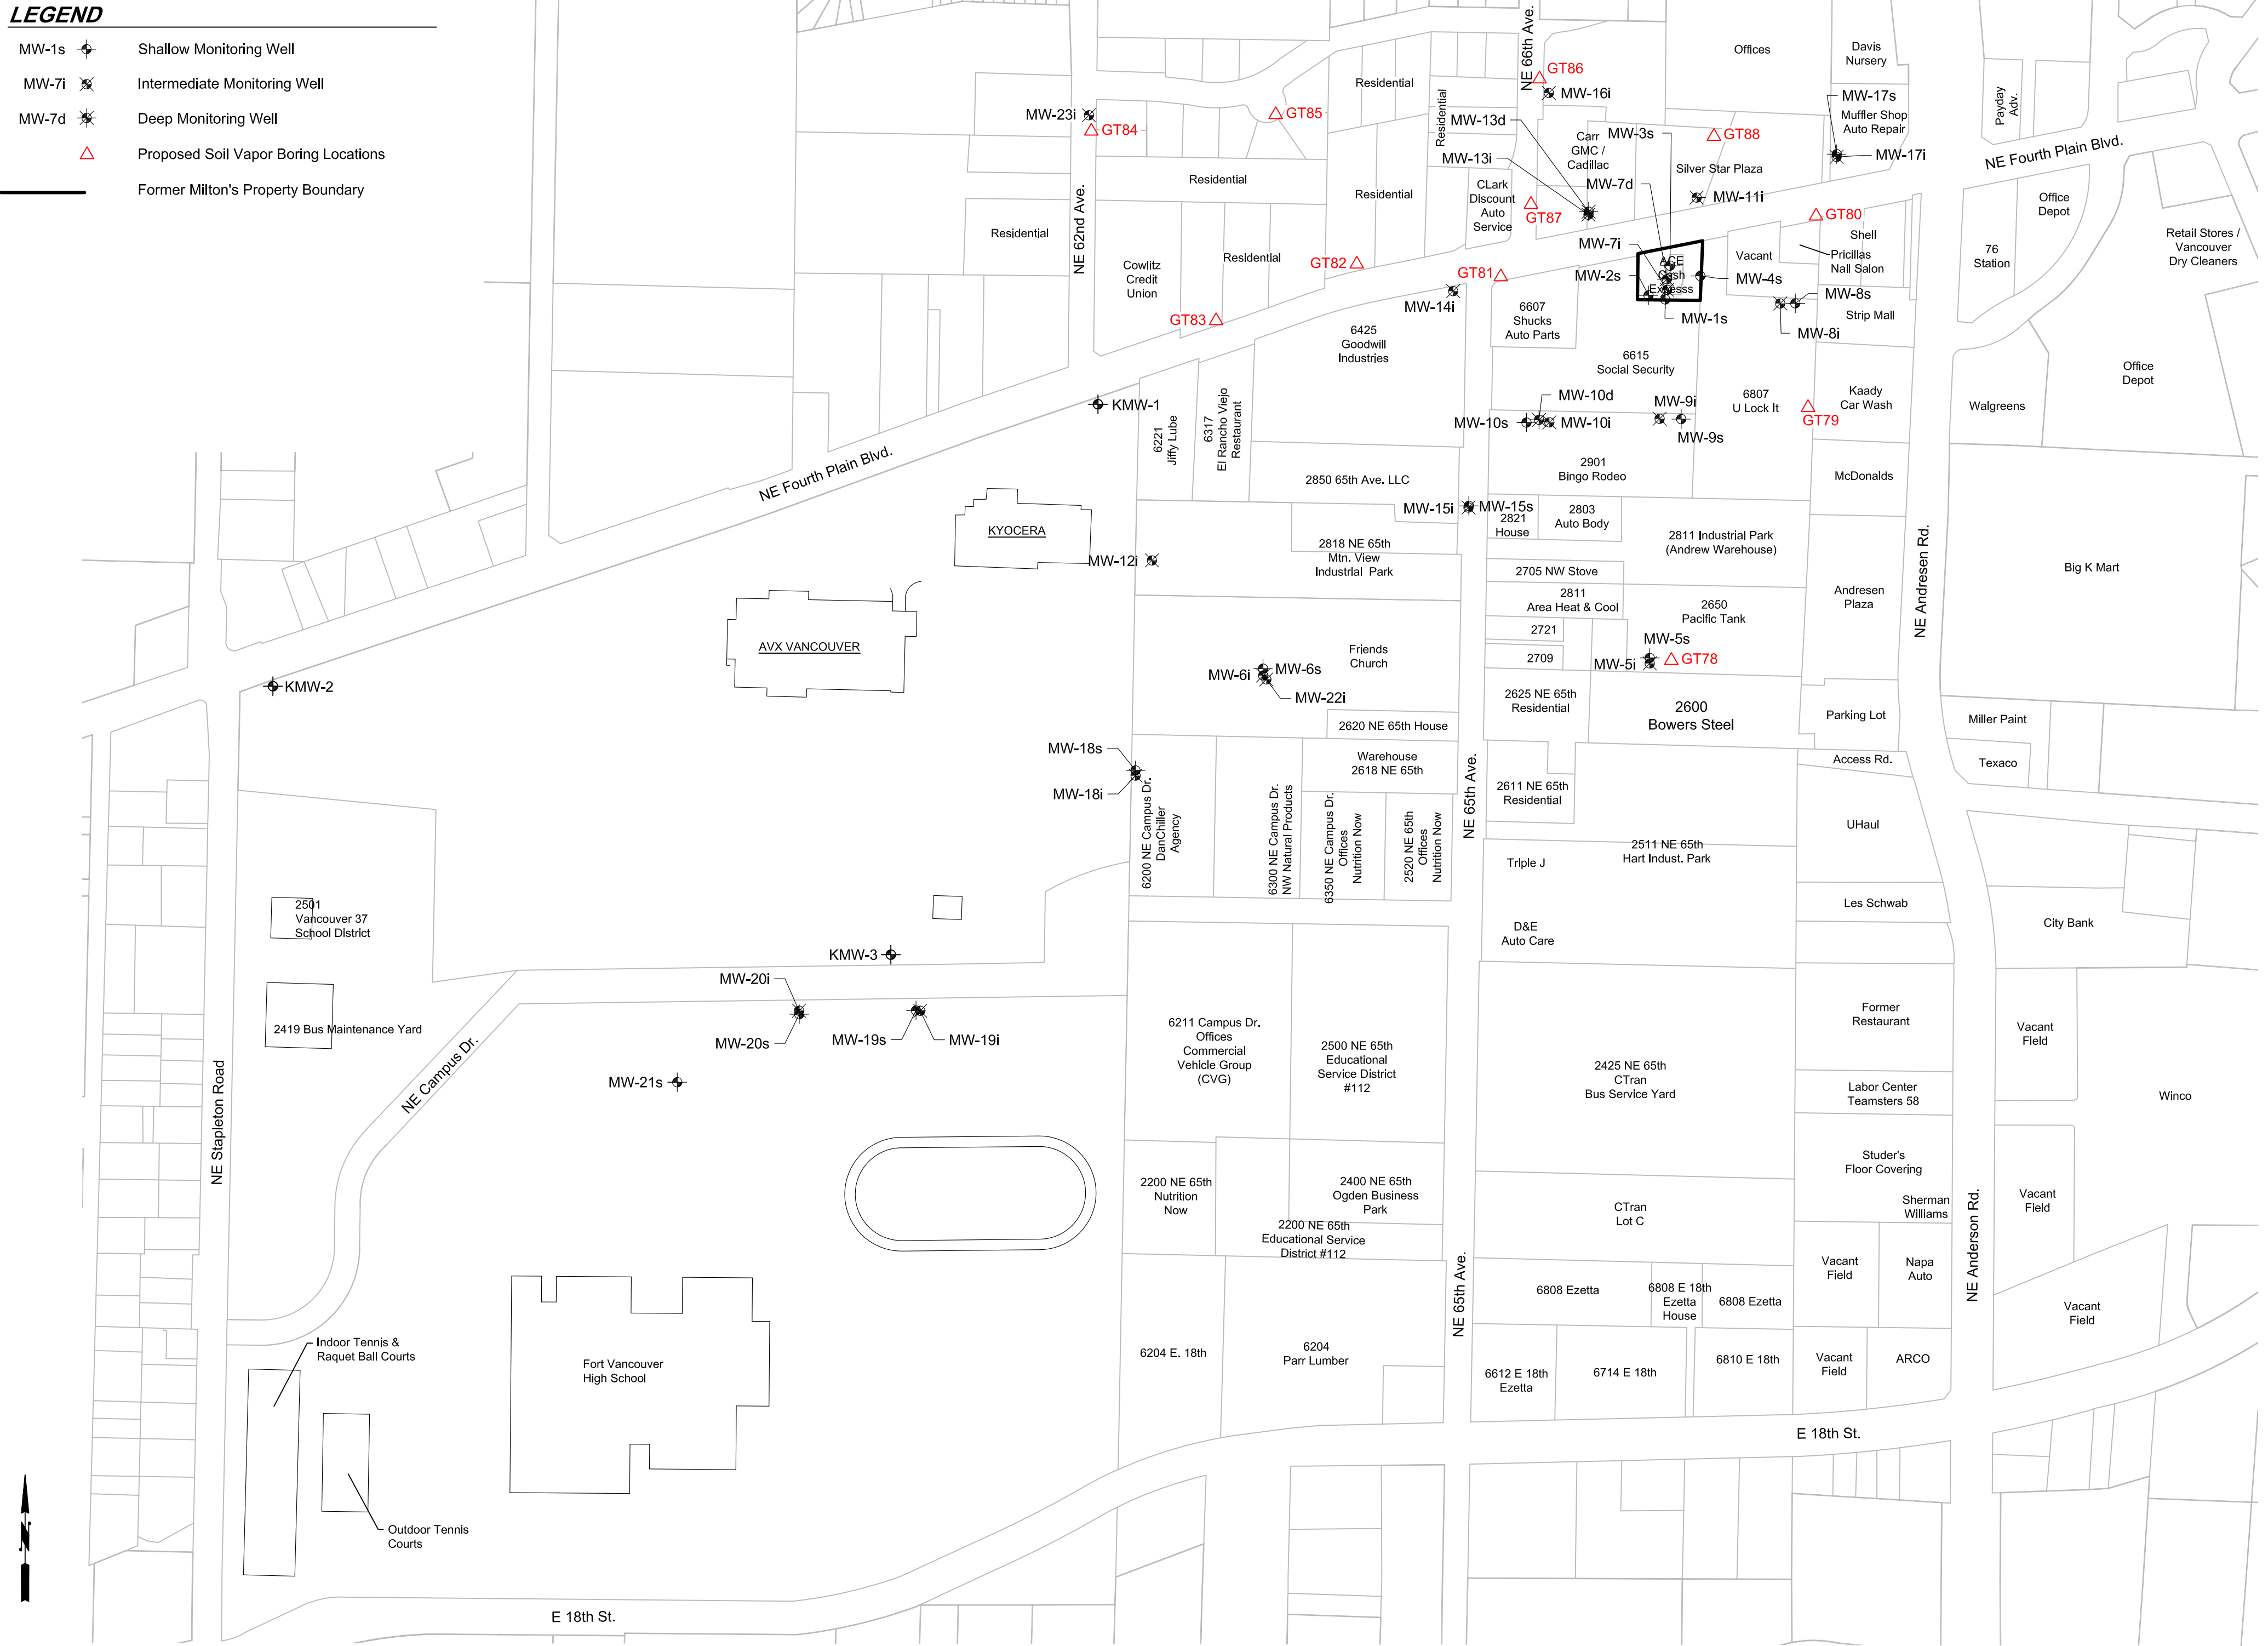 LEGEND
MW-1s
Shallow Monitoring Well
MW-7i
Intermediate Monitoring Well
MW-7d
Deep Monitoring Well
Proposed Soil Vapor Boring Locations
Former Milton's Property Boundary
NE 62nd Ave.
MW-23i
GT84
GT85
Residential
Residential
Residential
Residential
Residential
Residential
Residential
Cowlitz
Credit
Union
GT83
GT82
NE 66th Ave.
GT86
MW-16i
MW-13d
MW-13i
Carr
GMC /
Cadillac
MW-3s
MW-7d
CLark
Discount
Auto
Service
GT87
Offices
Davis
Nursery
GT88
Silver Star Plaza
MW-11i
MW-17s
Muffler Shop
Auto Repair
MW-17i
Payday
Adv.
NE Fourth Plain Blvd.
Office
Depot
76
Station
Retail Stores /
Vancouver
Dry Cleaners
GT80
Shell
Pricillas
Nail Salon
Vacant
MW-7i
MW-2s
ACE
Cash
Expresss
MW-4s
MW-1s
MW-8s
MW-8i
Strip Mall
GT81
MW-14i
6607
Shucks
Auto Parts
6425
Goodwill
Industries
6615
Social Security
6807
U Lock It
GT79
Kaady
Car Wash
Walgreens
Office
Depot
KMW-1
6221
Jiffy Lube
6317
El Rancho Viejo
Restaurant
MW-10d
MW-10s
MW-10i
MW-9i
MW-9s
2901
Bingo Rodeo
McDonalds
NE Fourth Plain Blvd.
2850 65th Ave. LLC
MW-15i
MW-15s
2821
House
2803
Auto Body
2811 Industrial Park
(Andrew Warehouse)
KYOCERA
MW-12i
2818 NE 65th
Mtn. View
Industrial Park
2705 NW Stove
2811
Area Heat & Cool
2650
Pacific Tank
Andresen
Plaza
NE Andresen Rd.
Big K Mart
AVX VANCOUVER
2721
2709
MW-5s
MW-5i
GT78
Friends
Church
MW-6i
MW-6s
MW-22i
KMW-2
2620 NE 65th House
2625 NE 65th
Residential
2600
Bowers Steel
Parking Lot
Miller Paint
MW-18s
MW-18i
Warehouse
2618 NE 65th
Access Rd.
Texaco
6200 NE Campus Dr.
DanChiller
Agency
6300 NE Campus Dr.
NW Natural Products
6350 NE Campus Dr.
Offices
Nutrition Now
2520 NE 65th
Offices
Nutrition Now
NE 65th Ave.
2611 NE 65th
Residential
Triple J
2511 NE 65th
Hart Indust. Park
UHaul
Les Schwab
City Bank
D&E
Auto Care
2501
Vancouver 37
School District
KMW-3
MW-20i
MW-20s
MW-19s
MW-19i
2419 Bus Maintenance Yard
NE Campus Dr.
MW-21s
NE Stapleton Road
6211 Campus Dr.
Offices
Commercial
Vehicle Group
(CVG)
2500 NE 65th
Educational
Service District
#112
2425 NE 65th
CTran
Bus Service Yard
Former
Restaurant
Vacant
Field
Labor Center
Teamsters 58
Winco
Studer's
Floor Covering
Sherman
Williams
Vacant
Field
2200 NE 65th
Nutrition
Now
2400 NE 65th
Ogden Business
Park
2200 NE 65th
Educational Service
District #112
CTran
Lot C
NE 65th Ave.
6808 Ezetta
6808 E 18th
Ezetta
House
6808 Ezetta
Vacant
Field
Napa
Auto
NE Anderson Rd.
Vacant
Field
Indoor Tennis &
Raquet Ball Courts
Fort Vancouver
High School
6204 E. 18th
6204
Parr Lumber
6612 E 18th
Ezetta
6714 E 18th
6810 E 18th
Vacant
Field
ARCO
E 18th St.
Outdoor Tennis
Courts
N
E 18th St.